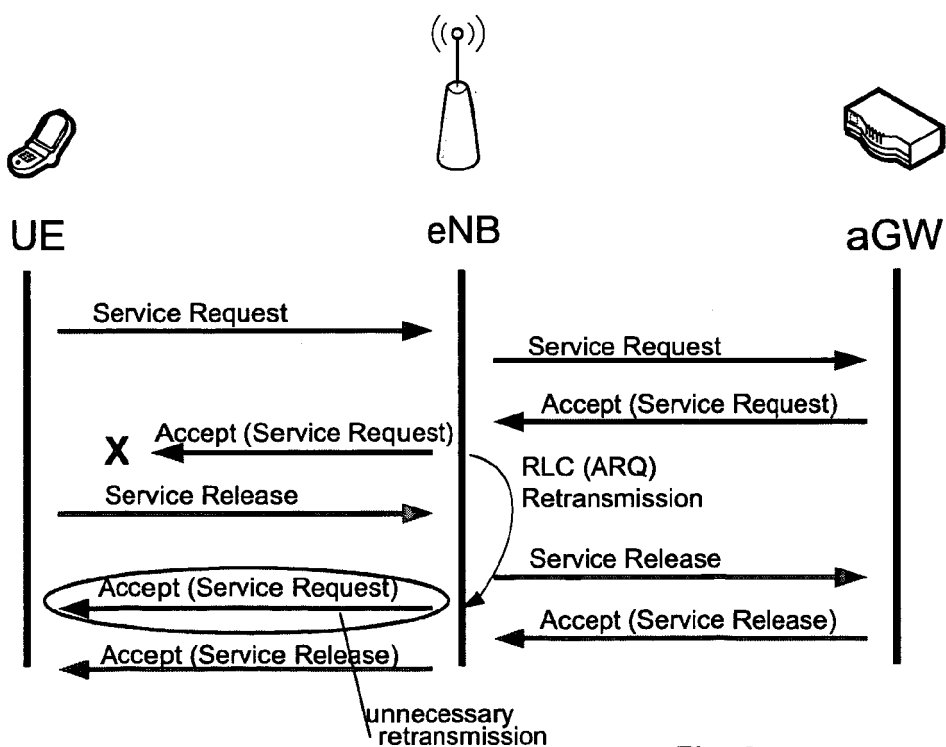 UE
eNB
aGW
Service Request
Service Request
Accept (Service Request)
Accept (Service Request)
X
RLC (ARQ)
Retransmission
Service Release
Service Release
Accept (Service Request)
Accept (Service Release)
Accept (Service Release)
unnecessary
retransmission